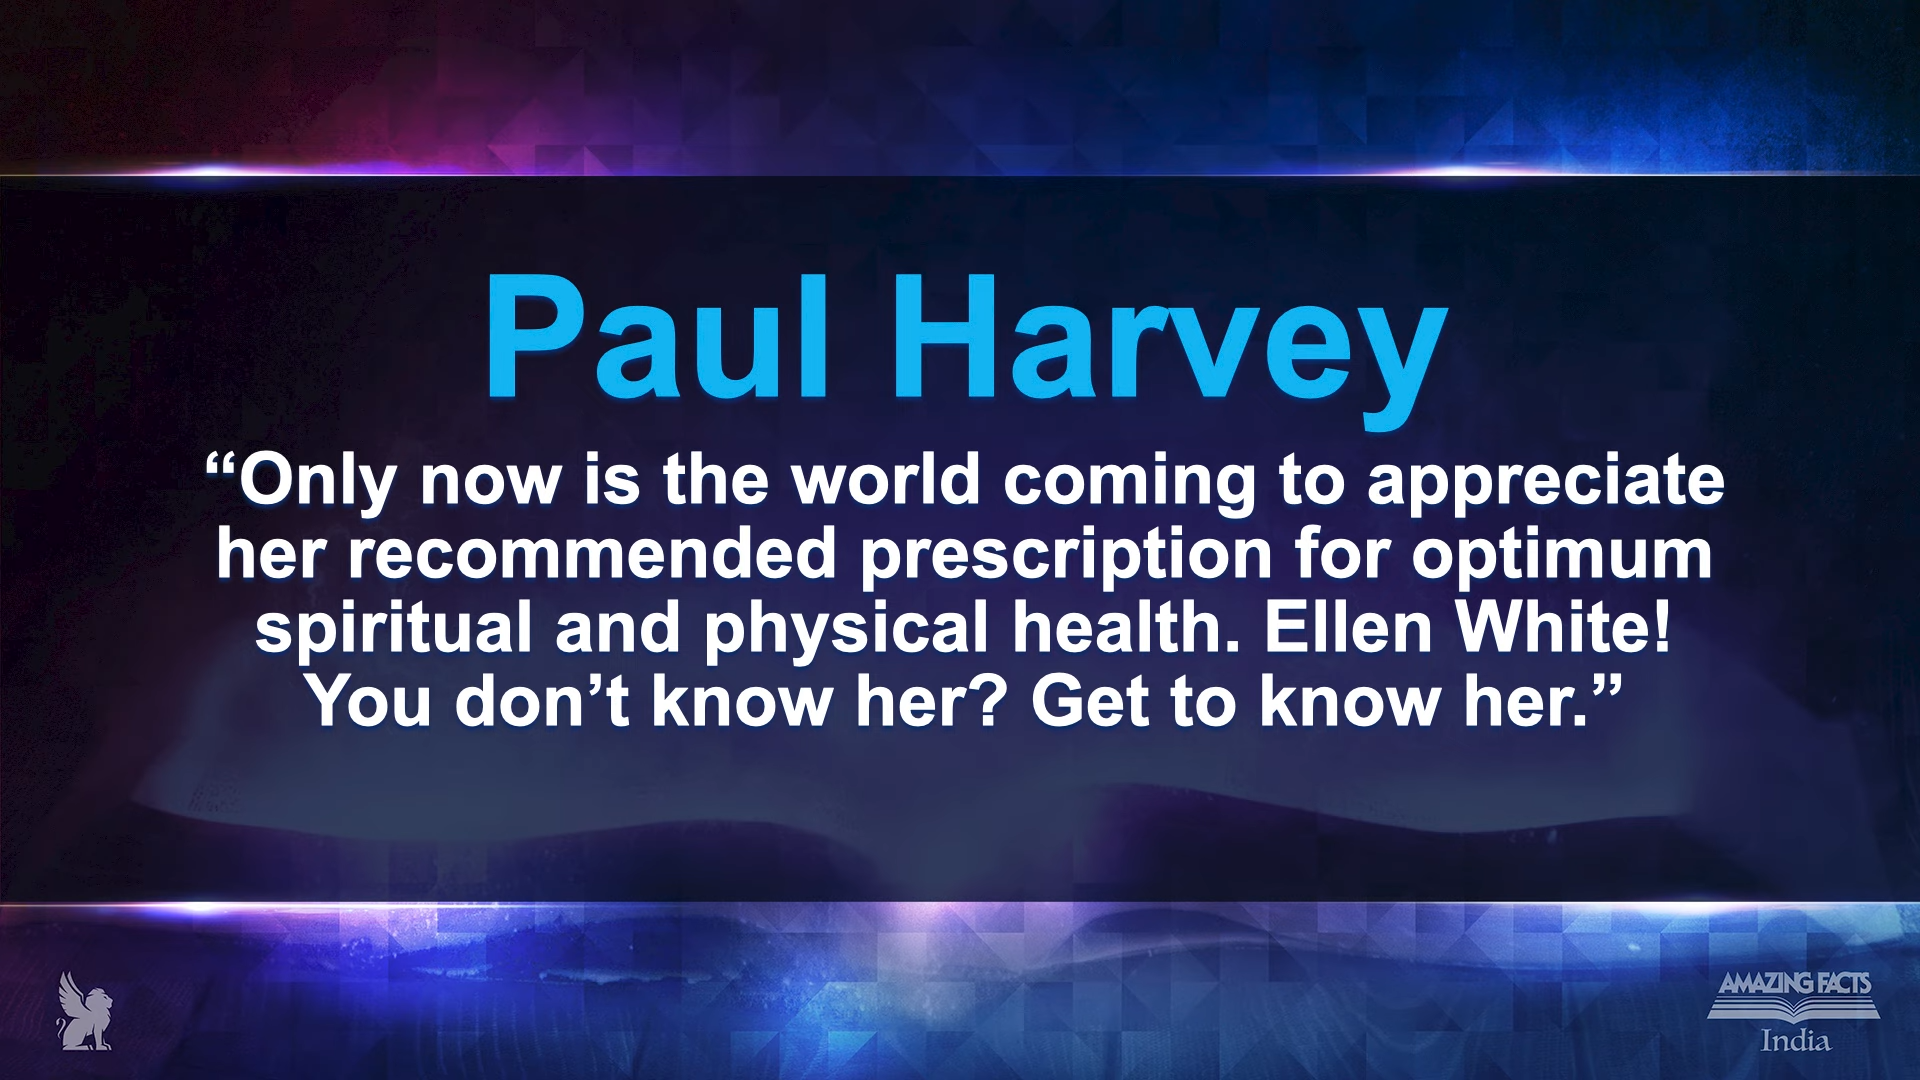 Paul Harvey
“Only now is the world coming to appreciate
her recommended prescription for optimum
spiritual and physical health. Ellen White!
You don’t know her? Get to know her.”
AMAZING FACTS
India